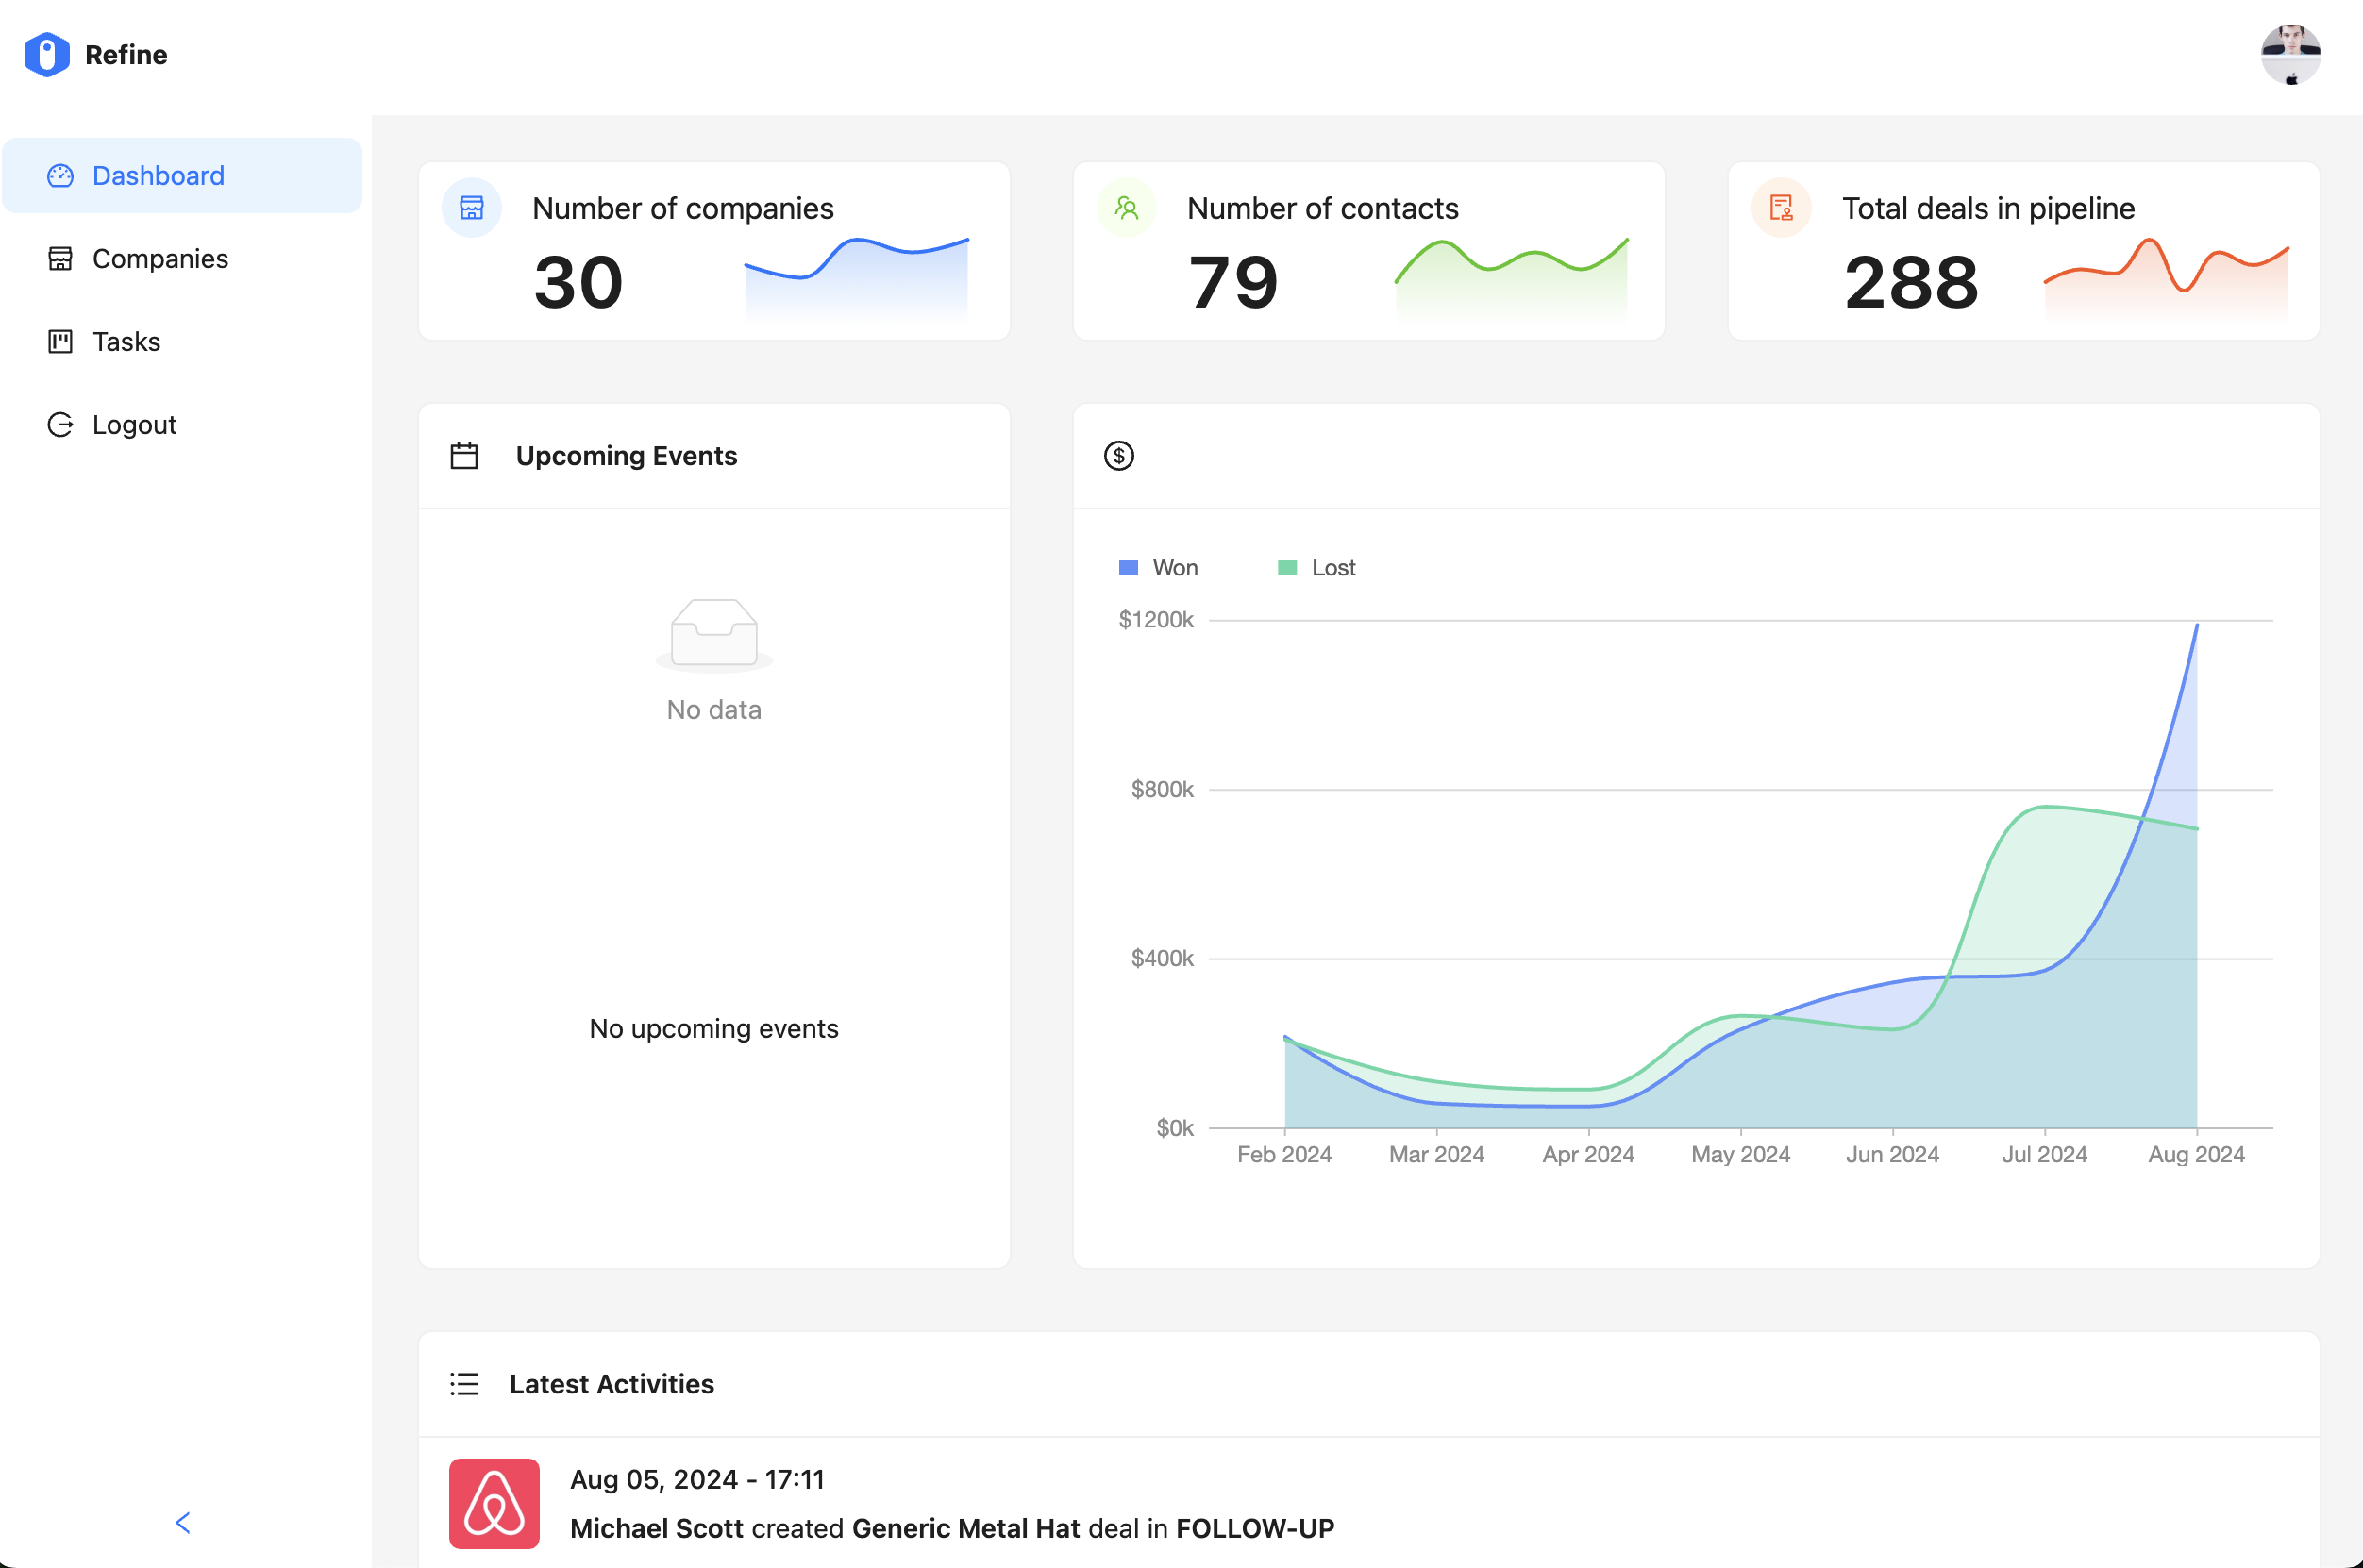 Refine
Dashboard
Companies
Tasks
Logout
Number of companies
30
Number of contacts
79
Total deals in pipeline
288
Upcoming Events
No data
No upcoming events
$
Won
Lost
$1200k
$800k
$400k
$0k
Feb 2024 Mar 2024 Apr 2024 May 2024 Jun 2024 Jul 2024 Aug 2024
Latest Activities
Aug 05, 2024 - 17:11
Michael Scott created Generic Metal Hat deal in FOLLOW-UP